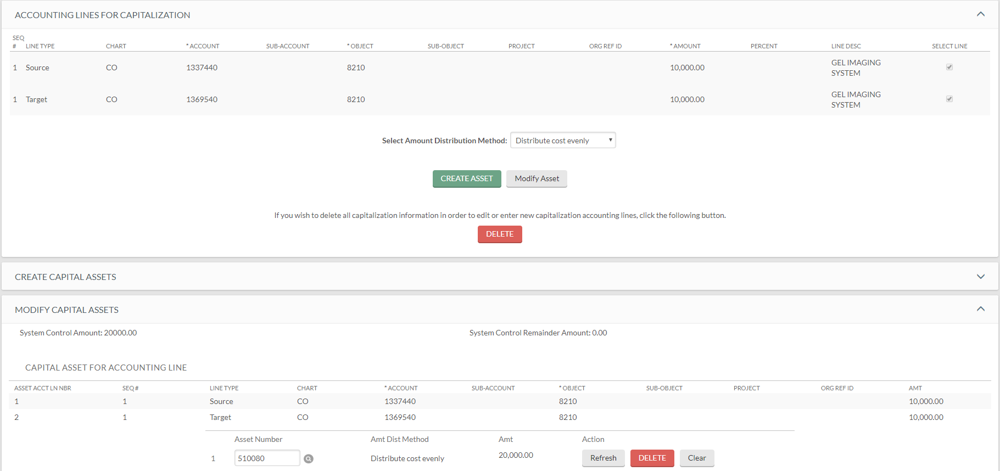 ACCOUNTING LINES FOR CAPITALIZATION
SEQ # LINE TYPE CHART * ACCOUNT SUB-ACCOUNT * OBJECT SUB-OBJECT PROJECT ORG REF ID * AMOUNT PERCENT LINE DESC SELECT LINE
1 Source CO 1337440 8210 10,000.00 GEL IMAGING SYSTEM
1 Target CO 1369540 8210 10,000.00 GEL IMAGING SYSTEM
Select Amount Distribution Method: Distribute cost evenly
CREATE ASSET Modify Asset
If you wish to delete all capitalization information in order to edit or enter new capitalization accounting lines, click the following button.
DELETE
CREATE CAPITAL ASSETS
MODIFY CAPITAL ASSETS
System Control Amount: 20000.00 System Control Remainder Amount: 0.00
CAPITAL ASSET FOR ACCOUNTING LINE
ASSET ACCT LN NBR SEQ # LINE TYPE CHART * ACCOUNT SUB-ACCOUNT * OBJECT SUB-OBJECT PROJECT ORG REF ID AMT
1 1 Source CO 1337440 8210 10,000.00
2 1 Target CO 1369540 8210 10,000.00
Asset Number Amt Dist Method Amt Action
1 510080 Distribute cost evenly 20,000.00 Refresh DELETE Clear